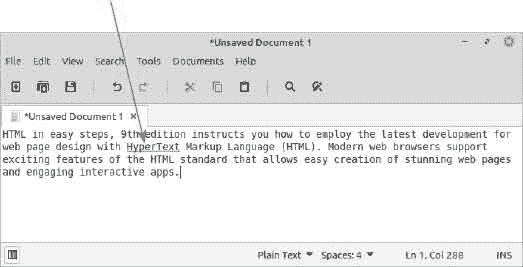 *Unsaved Document 1
File Edit View Search Tools Documents Help
*Unsaved Document 1
HTML in easy steps, 9th edition instructs you how to employ the latest development for
web page design with HyperText Markup Language (HTML). Modern web browsers support
exciting features of the HTML standard that allows easy creation of stunning web pages
and engaging interactive apps.
Plain Text Spaces: 4 Ln 1, Col 288 INS